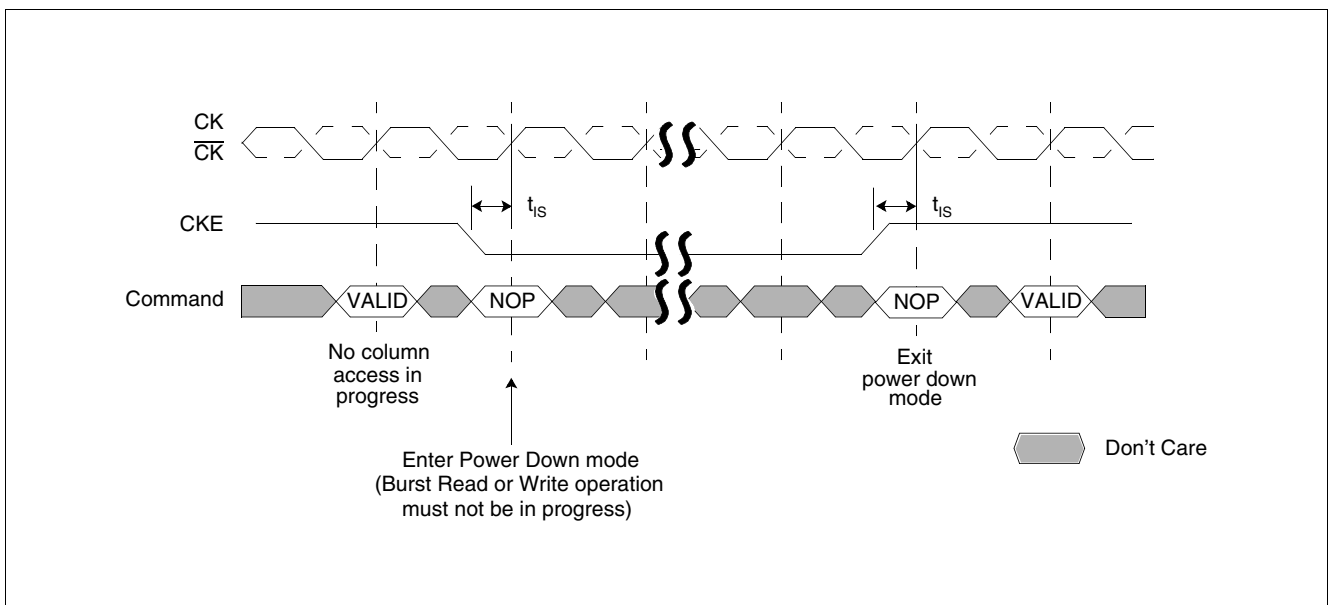 CK
CK
t_IS
t_IS
CKE
Command
VALID
NOP
NOP
VALID
No column
access in
progress
Exit
power down
mode
Enter Power Down mode
(Burst Read or Write operation
must not be in progress)
Don't Care